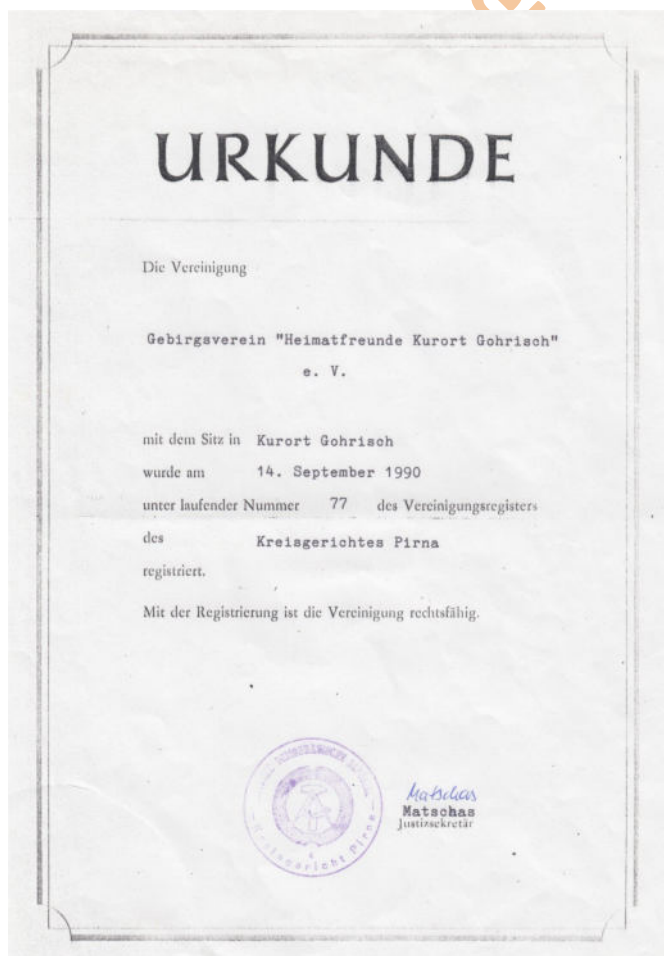 URKUNDE
Die Vereinigung
Gebirgsverein "Heimatfreunde Kurort Gohrisch"
e. V.
mit dem Sitz in Kurort Gohrisch
wurde am 14. September 1990
unter laufender Nummer 77 des Vereinigungsregisters
des Kreisgerichtes Pirna
registriert.
Mit der Registrierung ist die Vereinigung rechtsfähig.
Matschas
Matschas
Justizsekretär
Kreisgericht Pirna